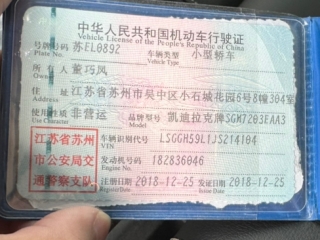 中华人民共和国机动车行驶证
Vehicle License of the People's Republic of China
号牌号码 苏EL0892 车辆类型 小型轿车
Plate No. Vehicle Type
所有人 董巧凤
Owner
住址 江苏省苏州市吴中区小石城花园6号8幢304室
Address
使用性质 非营运 品牌型号 凯迪拉克牌SGM7203EAA3
Use Character Model
江苏省苏州 车辆识别代号 LSGGH59L1JS214104
市公安局交 VIN
通警察支队 发动机号码 182836046
Engine No.
注册日期 2018-12-25 发证日期 2018-12-25
Register Date Issue Date